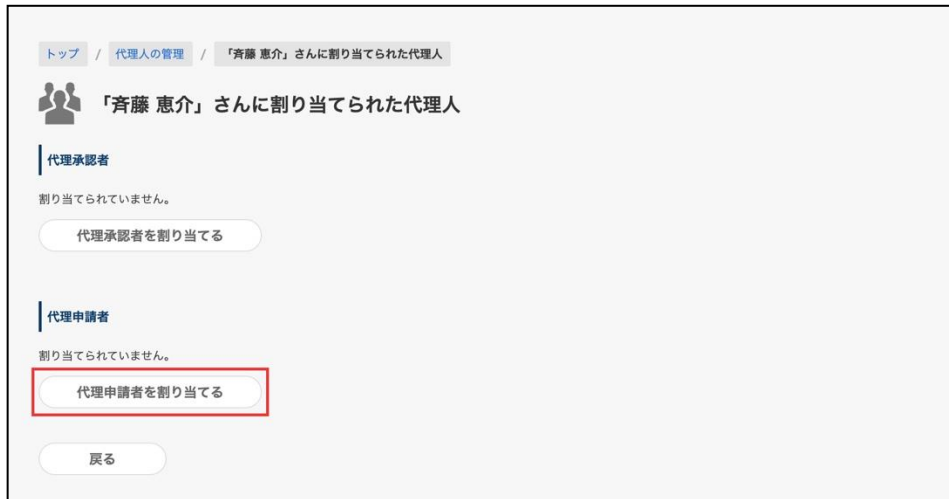 トップ / 代理人の管理 / 「斉藤 恵介」さんに割り当てられた代理人
「斉藤 恵介」さんに割り当てられた代理人
代理承認者
割り当てられていません。
代理承認者を割り当てる
代理申請者
割り当てられていません。
代理申請者を割り当てる
戻る